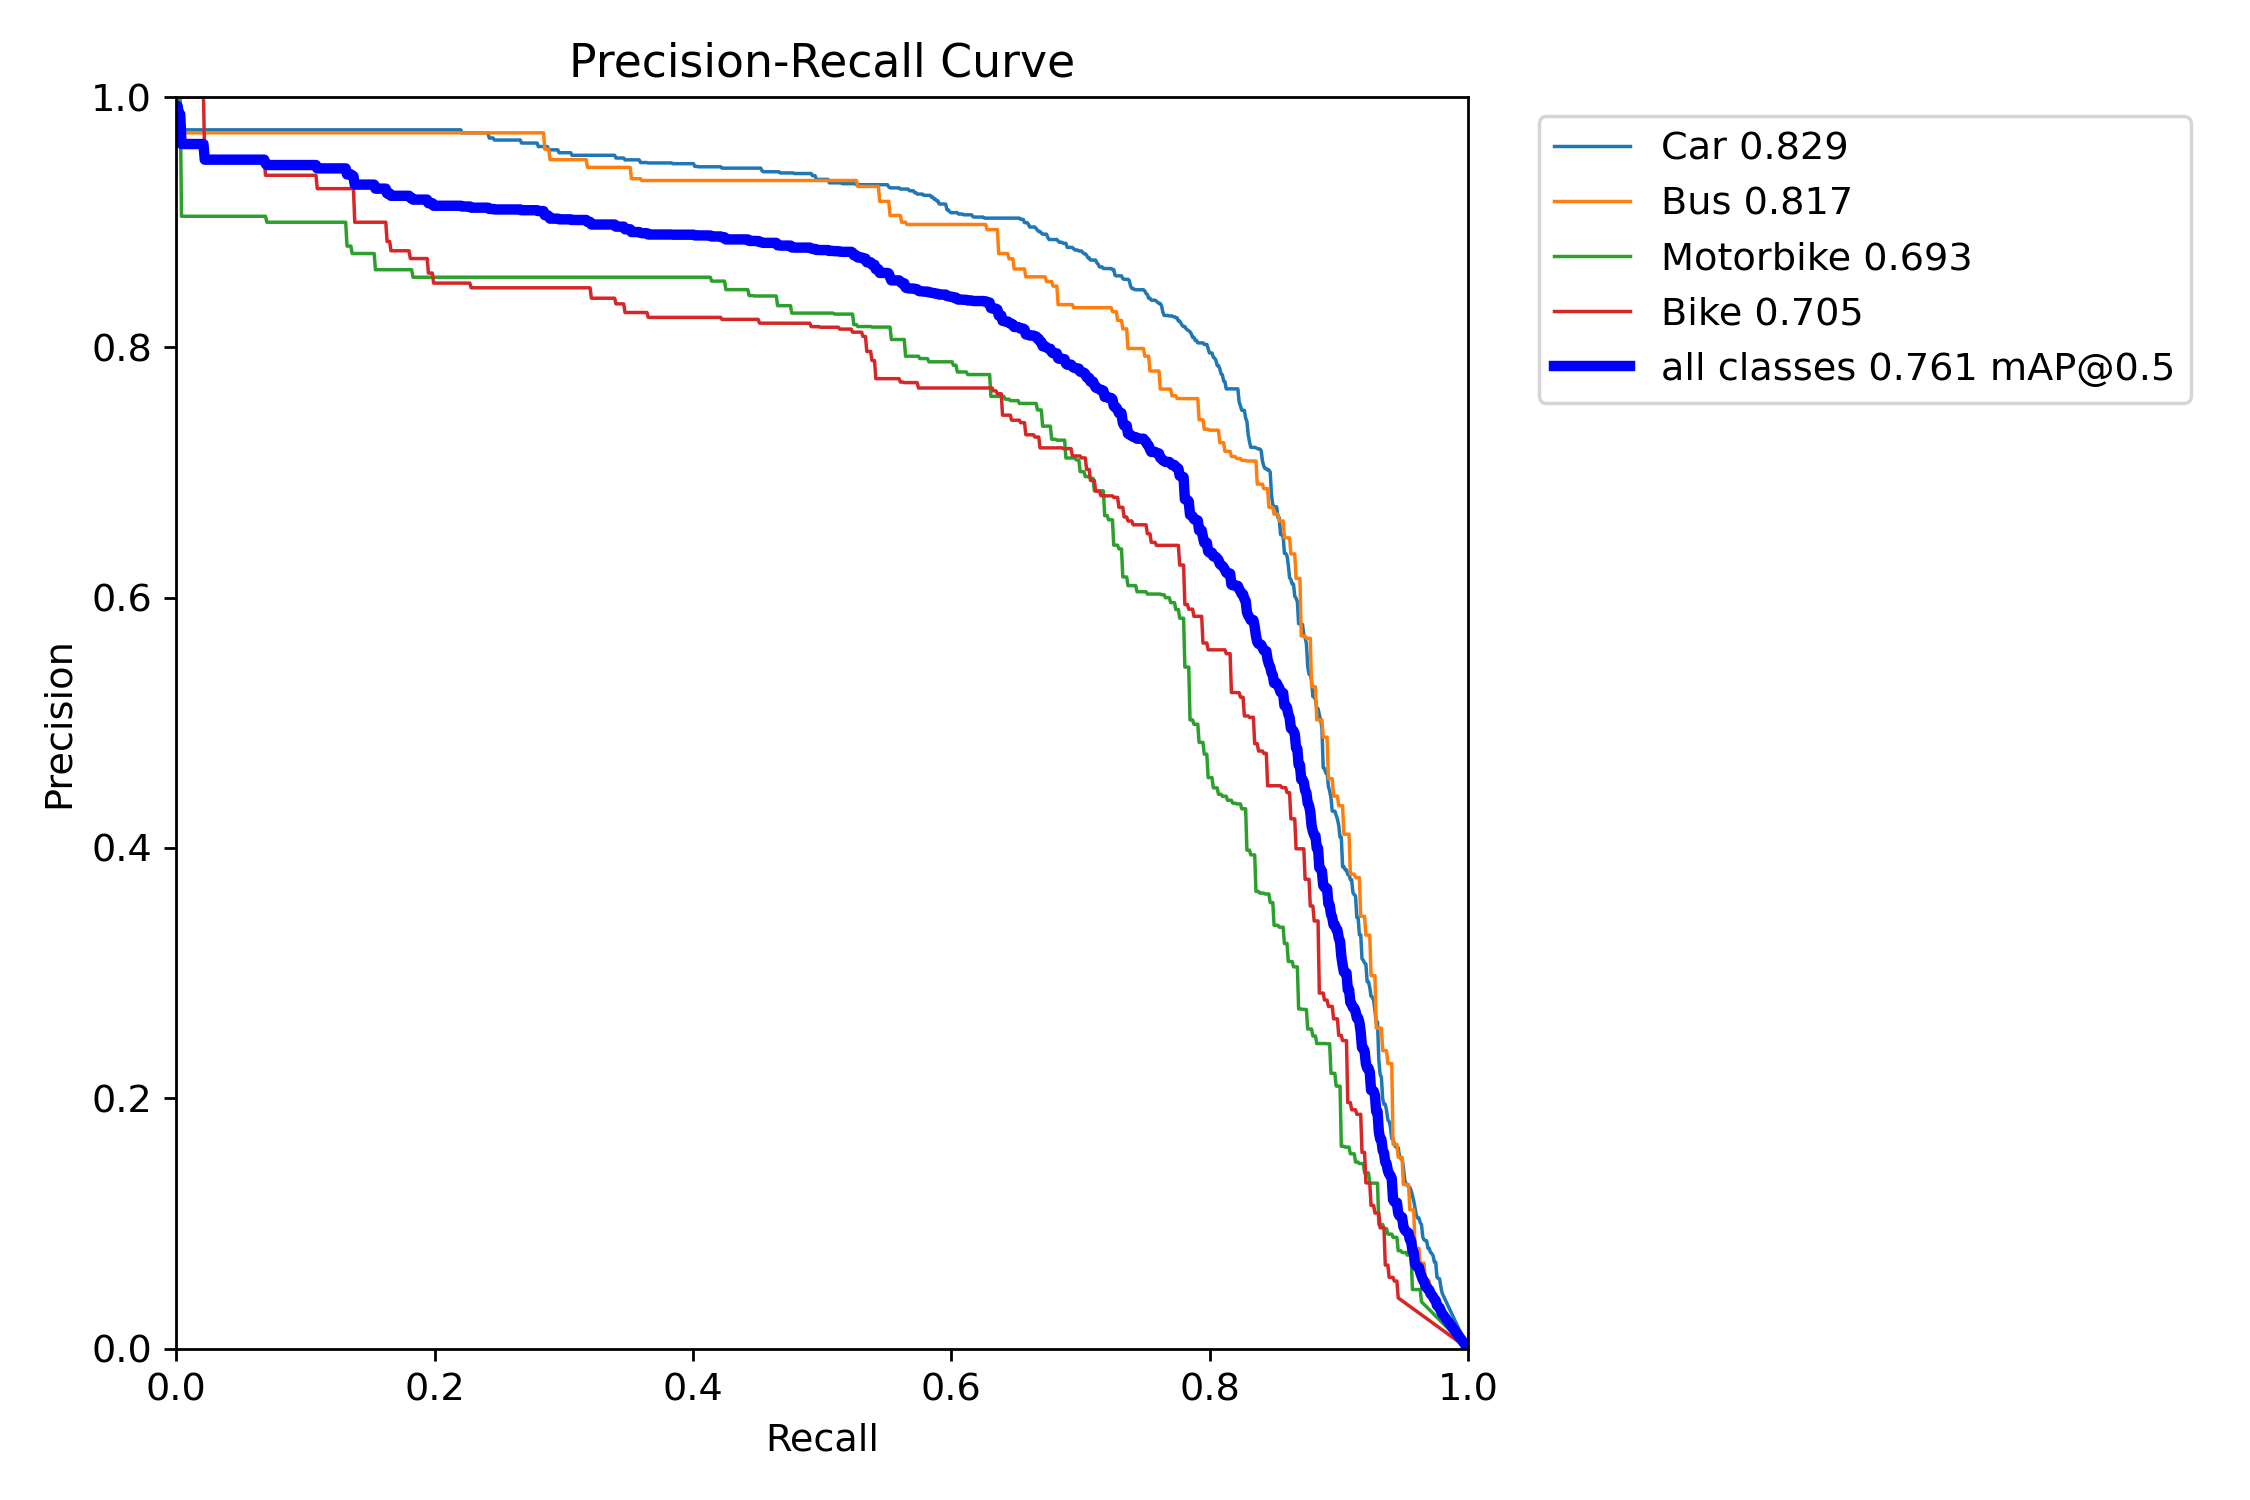 Precision-Recall Curve
1.0
0.8
0.6
0.4
0.2
0.0
Precision
0.0 0.2 0.4 0.6 0.8 1.0
Recall
Car 0.829
Bus 0.817
Motorbike 0.693
Bike 0.705
all classes 0.761 mAP@0.5